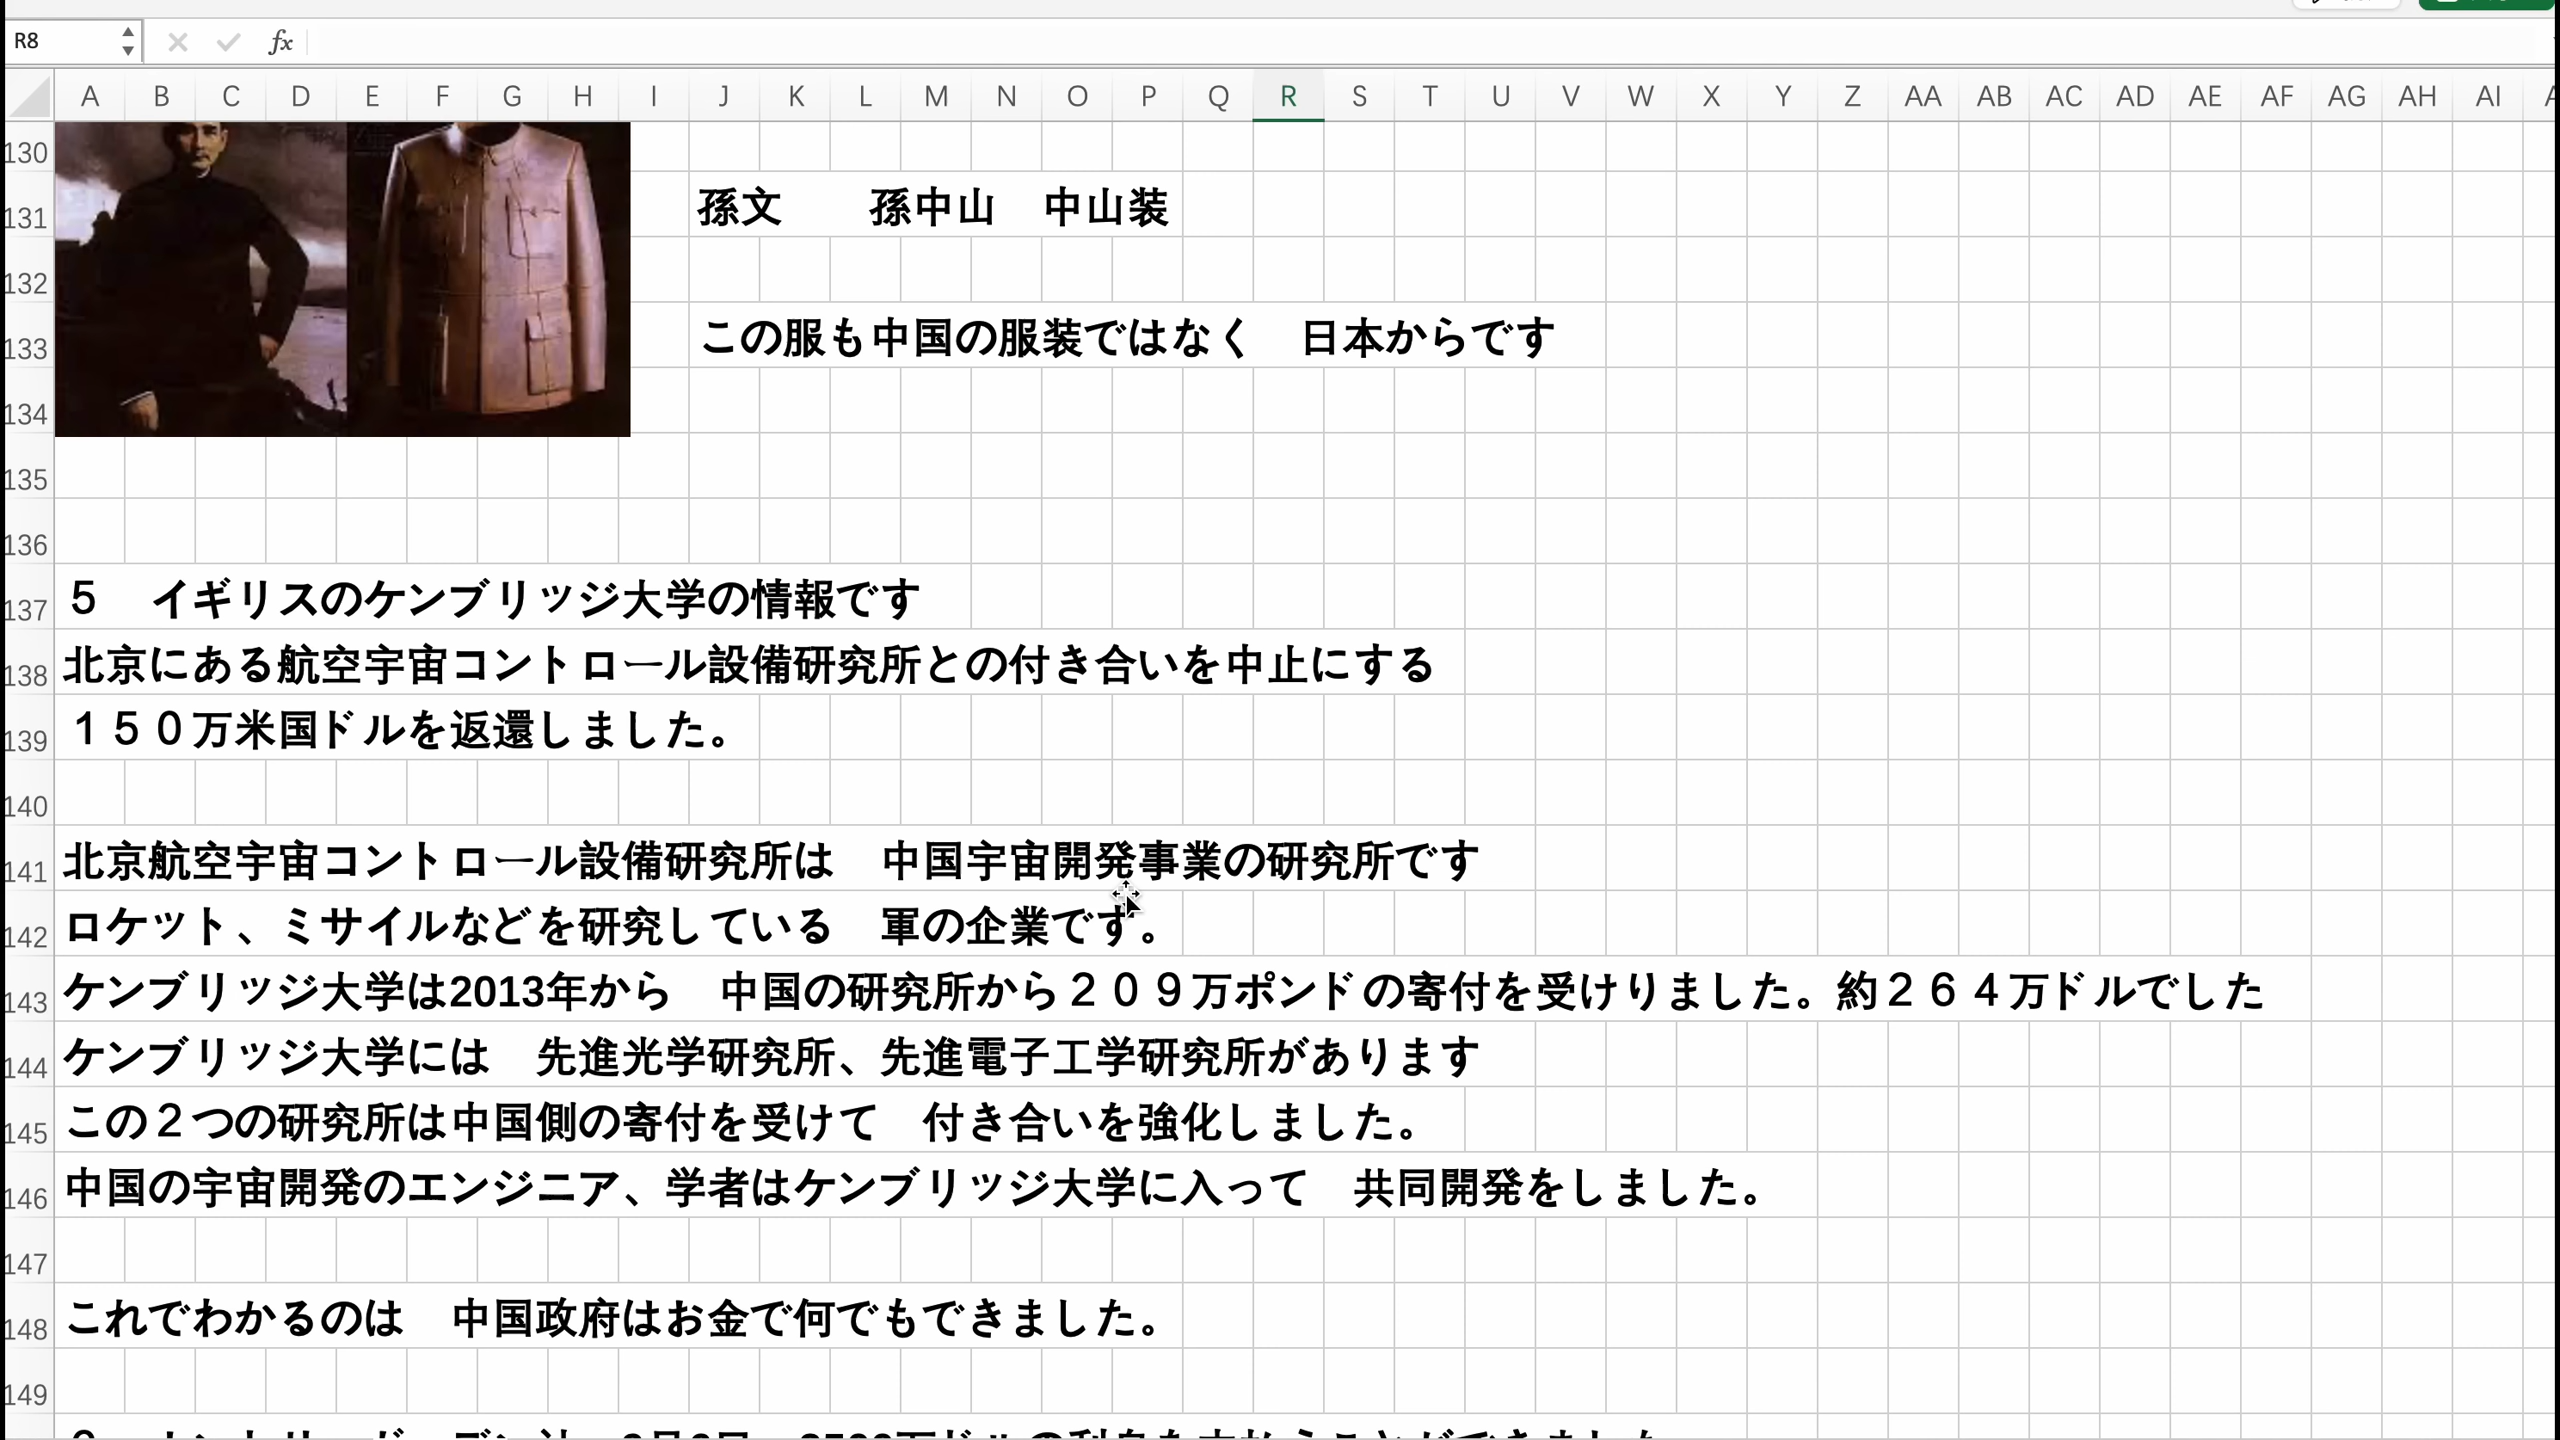 R8
fx
A B C D E F G H I J K L M N O P Q R S T U V W X Y Z AA AB AC AD AE AF AG AH AI
130
131 孫文　　孫中山　中山装
132
133 この服も中国の服装ではなく　日本からです
134
135
136
137 ５　イギリスのケンブリッジ大学の情報です
138 北京にある航空宇宙コントロール設備研究所との付き合いを中止にする
139 １５０万米国ドルを返還しました。
140
141 北京航空宇宙コントロール設備研究所は　中国宇宙開発事業の研究所です
142 ロケット、ミサイルなどを研究している　軍の企業です。
143 ケンブリッジ大学は2013年から　中国の研究所から２０９万ポンドの寄付を受けりました。約２６４万ドルでした
144 ケンブリッジ大学には　先進光学研究所、先進電子工学研究所があります
145 この２つの研究所は中国側の寄付を受けて　付き合いを強化しました。
146 中国の宇宙開発のエンジニア、学者はケンブリッジ大学に入って　共同開発をしました。
147
148 これでわかるのは　中国政府はお金で何でもできました。
149